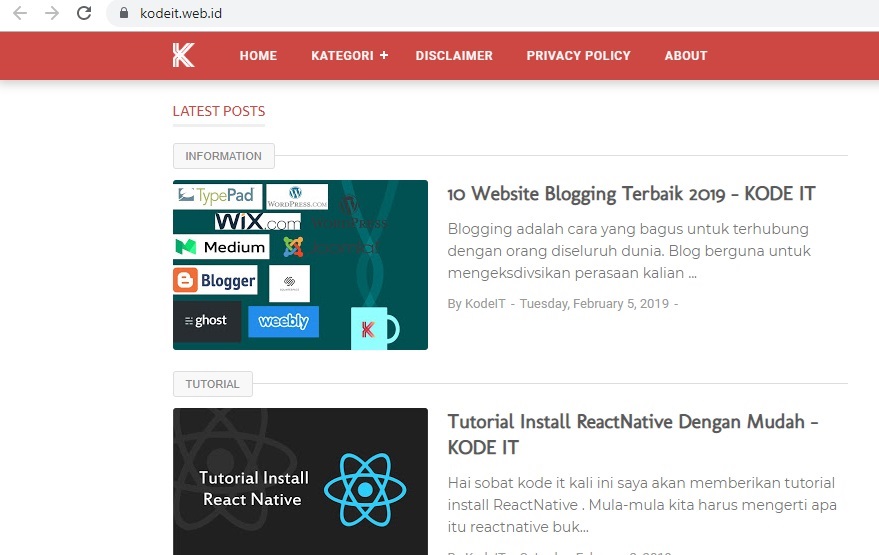 kodeit.web.id
K HOME KATEGORI + DISCLAIMER PRIVACY POLICY ABOUT
LATEST POSTS
INFORMATION
TypePad
WORDPRESS.COM
WiX.com
Medium
Blogger
ghost
weebly
K
10 Website Blogging Terbaik 2019 - KODE IT
Blogging adalah cara yang bagus untuk terhubung
dengan orang diseluruh dunia. Blog berguna untuk
mengeksdivsikan perasaan kalian ...
By KodeIT - Tuesday, February 5, 2019 -
TUTORIAL
Tutorial Install
React Native
Tutorial Install ReactNative Dengan Mudah -
KODE IT
Hai sobat kode it kali ini saya akan memberikan tutorial
install ReactNative . Mula-mula kita harus mengerti apa
itu reactnative buk...